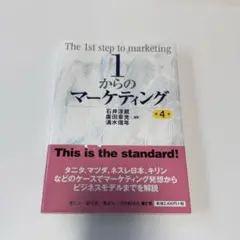 The 1st step to marketing
1
からの
マーケティング
第4版
石井淳蔵
廣田章光 編著
清水信年
This is the standard!
タニタ、マツダ、ネスレ日本、キリン
などのケースでマーケティング発想から
ビジネスモデルまでを解説